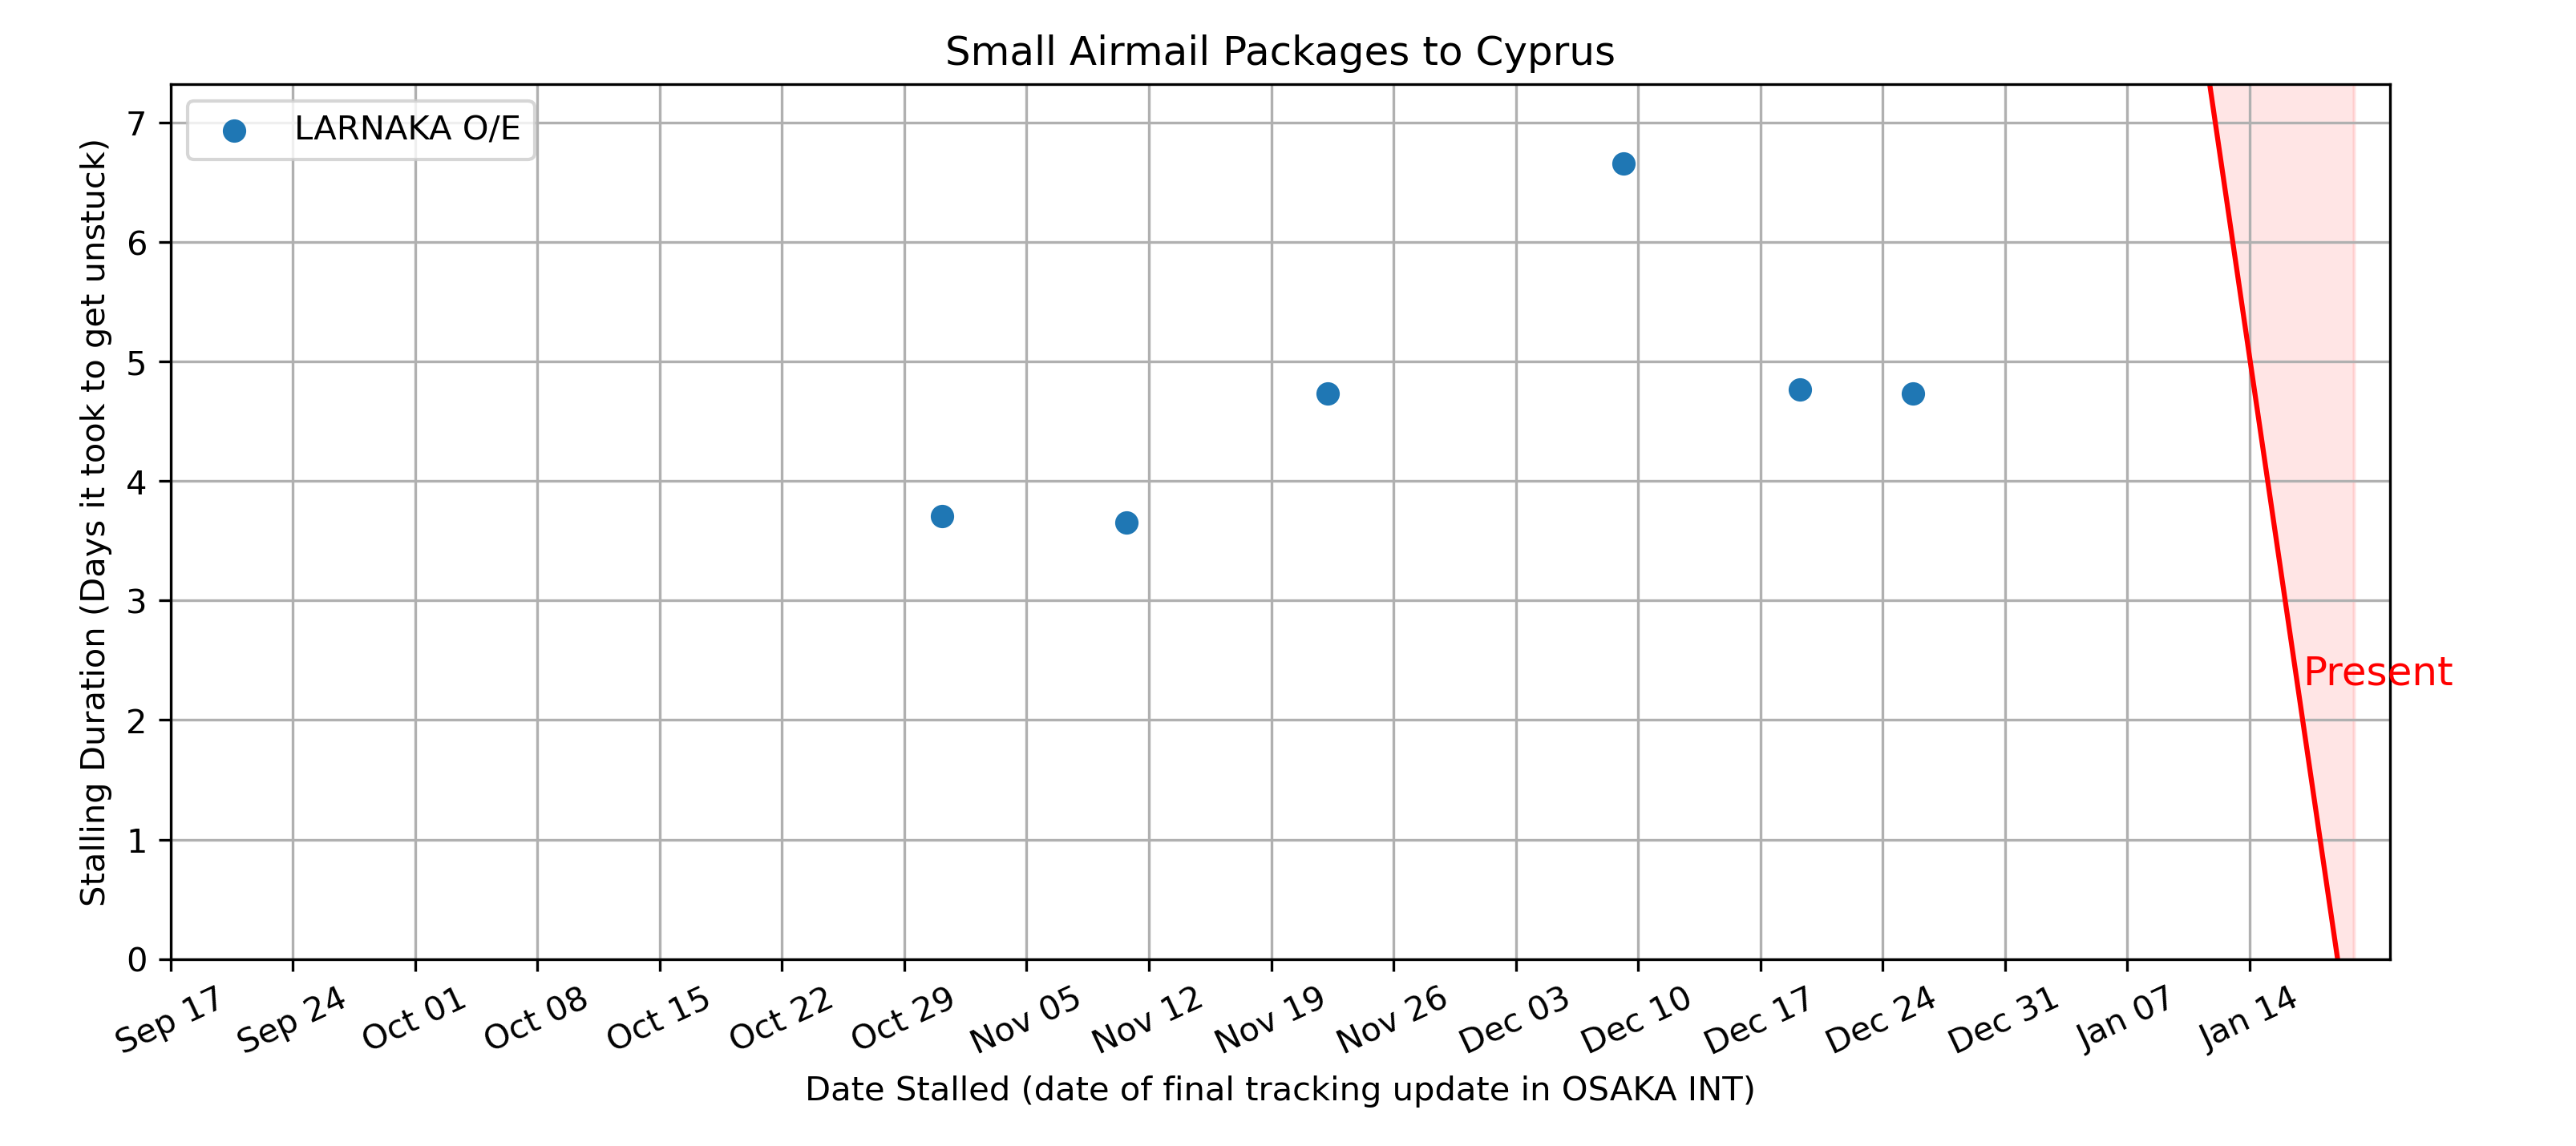 Small Airmail Packages to Cyprus
LARNAKA O/E
Stalling Duration (Days it took to get unstuck)
7
6
5
4
3
2
1
0
Present
Sep 17
Sep 24
Oct 01
Oct 08
Oct 15
Oct 22
Oct 29
Nov 05
Nov 12
Nov 19
Nov 26
Dec 03
Dec 10
Dec 17
Dec 24
Dec 31
Jan 07
Jan 14
Date Stalled (date of final tracking update in OSAKA INT)